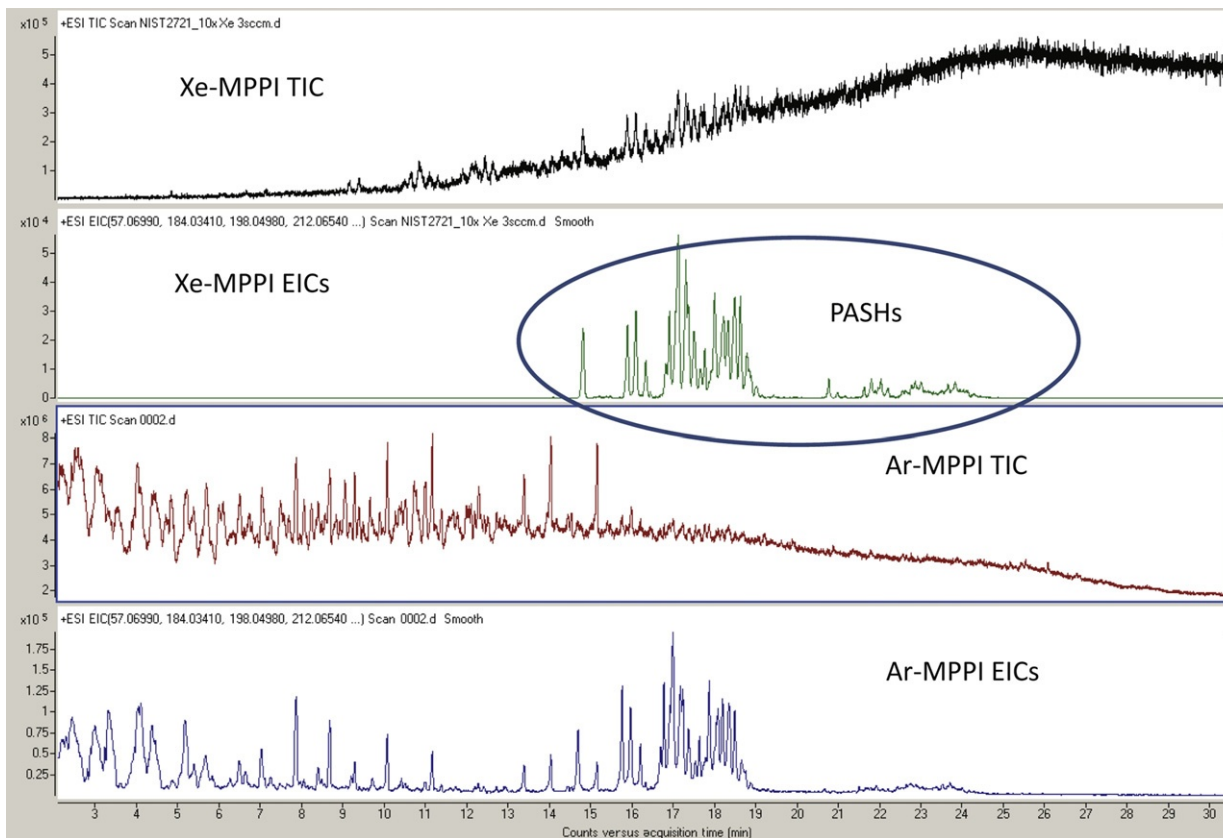 x10 5 +ESI TIC Scan NIST2721_10x Xe 3sccm.d
Xe-MPPI TIC
5
4
3
2
1
x10 4 +ESI EIC(57.06990, 184.03410, 198.04980, 212.06540 ...) Scan NIST2721_10x Xe 3sccm.d Smooth
Xe-MPPI EICs
PASHs
5
4
3
2
1
0
x10 6 +ESI TIC Scan 0002.d
Ar-MPPI TIC
8
7
6
5
4
3
2
x10 5 +ESI EIC(57.06990, 184.03410, 198.04980, 212.06540 ...) Scan 0002.d Smooth
Ar-MPPI EICs
1.75
1.5
1.25
1
0.75
0.5
0.25
3 4 5 6 7 8 9 10 11 12 13 14 15 16 17 18 19 20 21 22 23 24 25 26 27 28 29 30
Counts versus acquisition time (min)